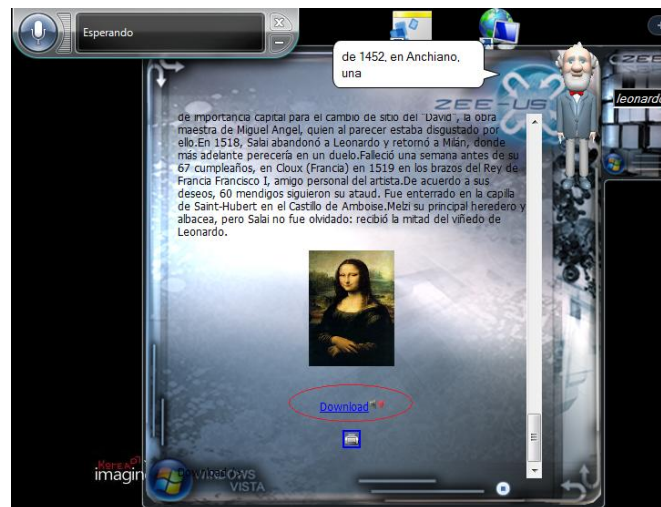 Esperando
de 1452, en Anchiano,
una
ZEE-US
ZEE
leonardo
de importancia capital para el cambio de sitio del "David", la obra
maestra de Miguel Angel, quien al parecer estaba disgustado por
ello.En 1518, Salai abandonó a Leonardo y retornó a Milán, donde
más adelante perecería en un duelo.Falleció una semana antes de su
67 cumpleaños, en Cloux (Francia) en 1519 en los brazos del Rey de
Francia Francisco I, amigo personal del artista.De acuerdo a sus
deseos, 60 mendigos siguieron su ataud. Fue enterrado en la capilla
de Saint-Hubert en el Castillo de Amboise.Melzi su principal heredero y
albacea, pero Salai no fue olvidado: recibió la mitad del viñedo de
Leonardo.
Download
Korea
imagin
WINDOWS
VISTA